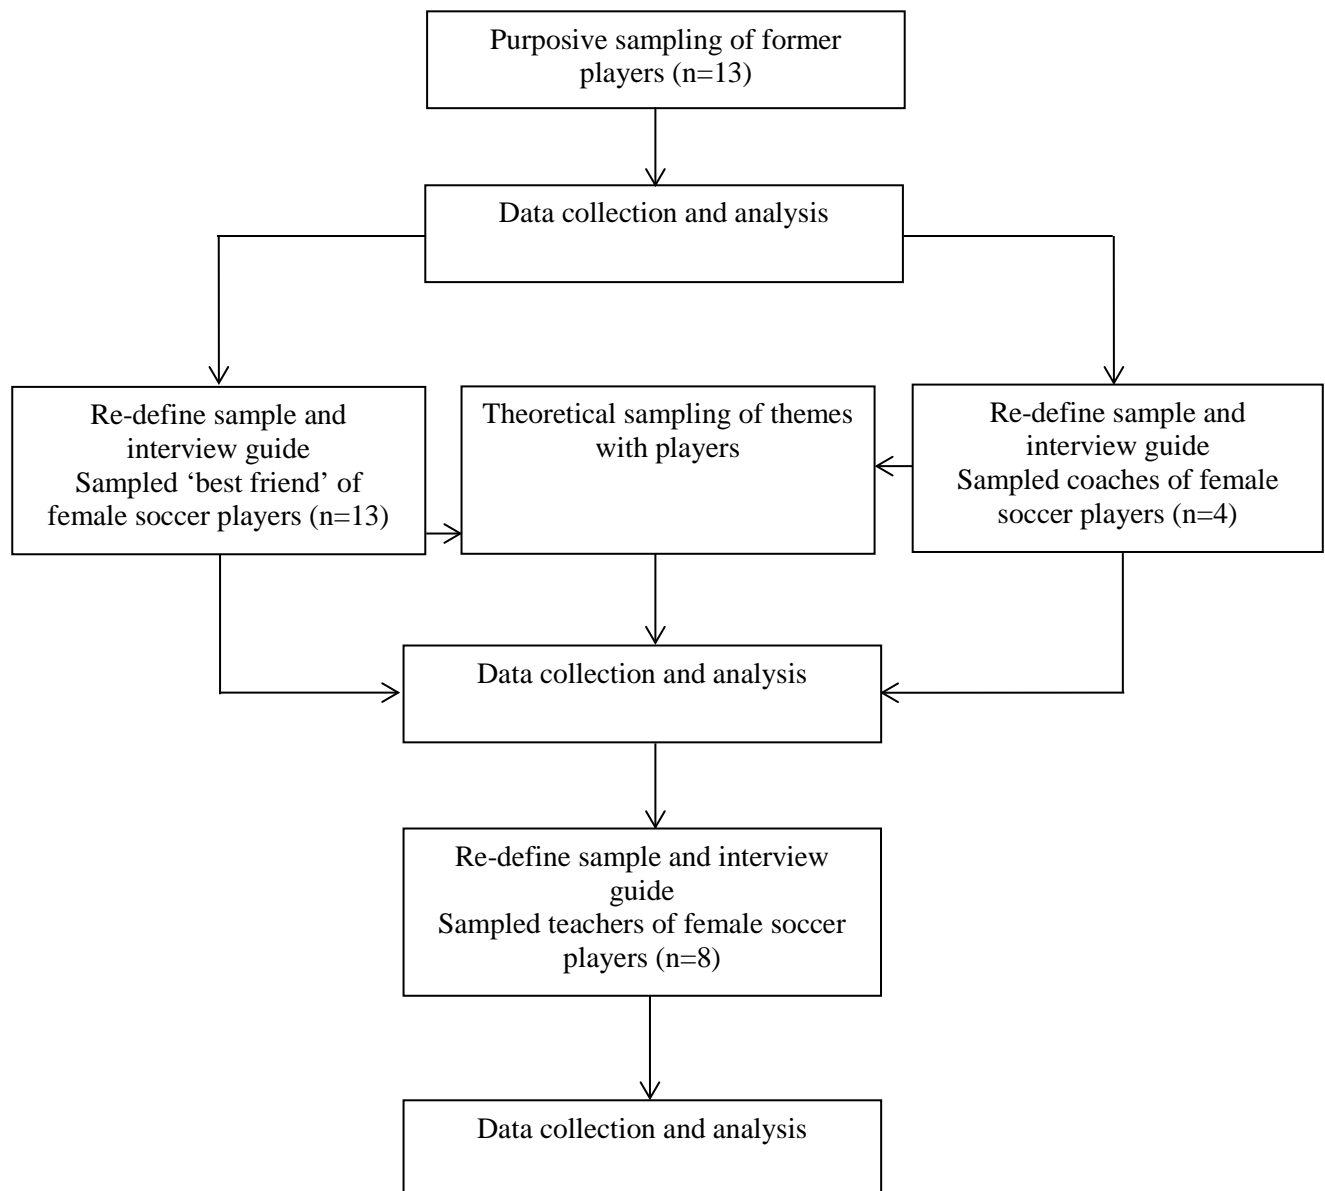 Purposive sampling of former
players (n=13)
Data collection and analysis
Re-define sample and
interview guide
Sampled ‘best friend’ of
female soccer players (n=13)
Theoretical sampling of themes
with players
Re-define sample and
interview guide
Sampled coaches of female
soccer players (n=4)
Data collection and analysis
Re-define sample and interview
guide
Sampled teachers of female soccer
players (n=8)
Data collection and analysis